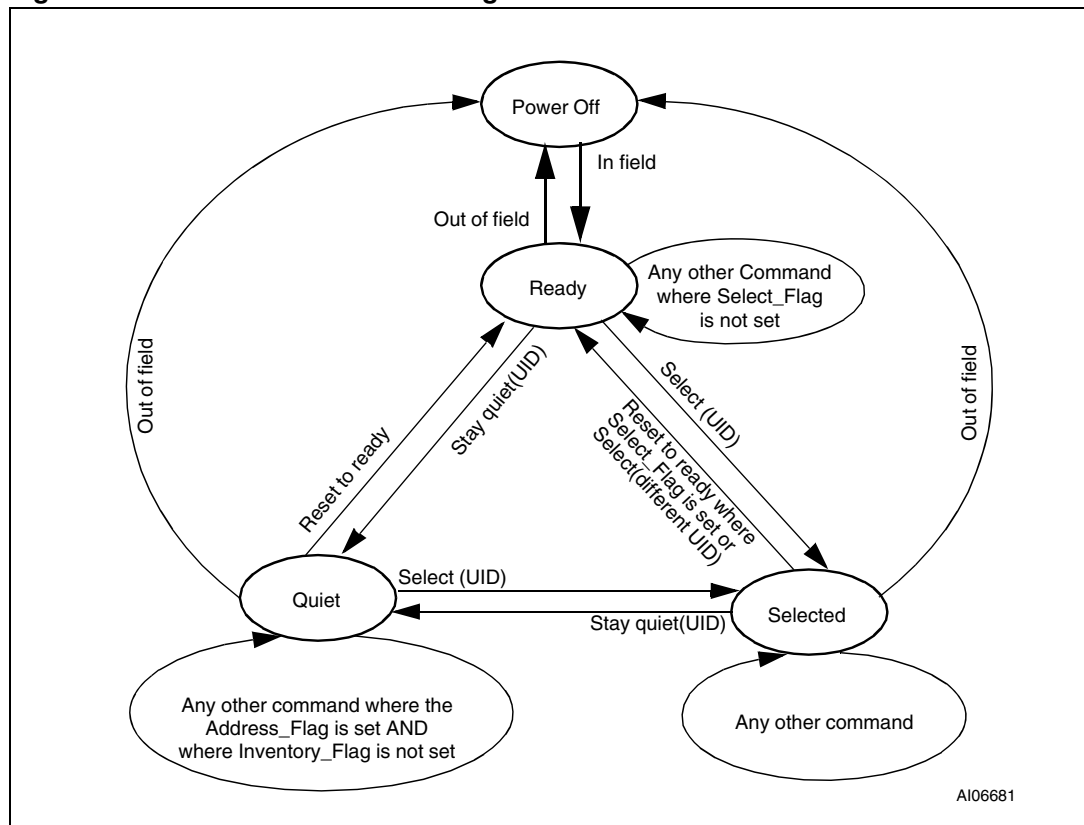 Power Off
In field
Out of field
Ready
Any other Command
where Select_Flag
is not set
Out of field
Reset to ready
Stay quiet(UID)
Select (UID)
Reset to ready where
Select_Flag is set or
Select(different UID)
Out of field
Quiet
Select (UID)
Stay quiet(UID)
Selected
Any other command where the
Address_Flag is set AND
where Inventory_Flag is not set
Any other command
AI06681